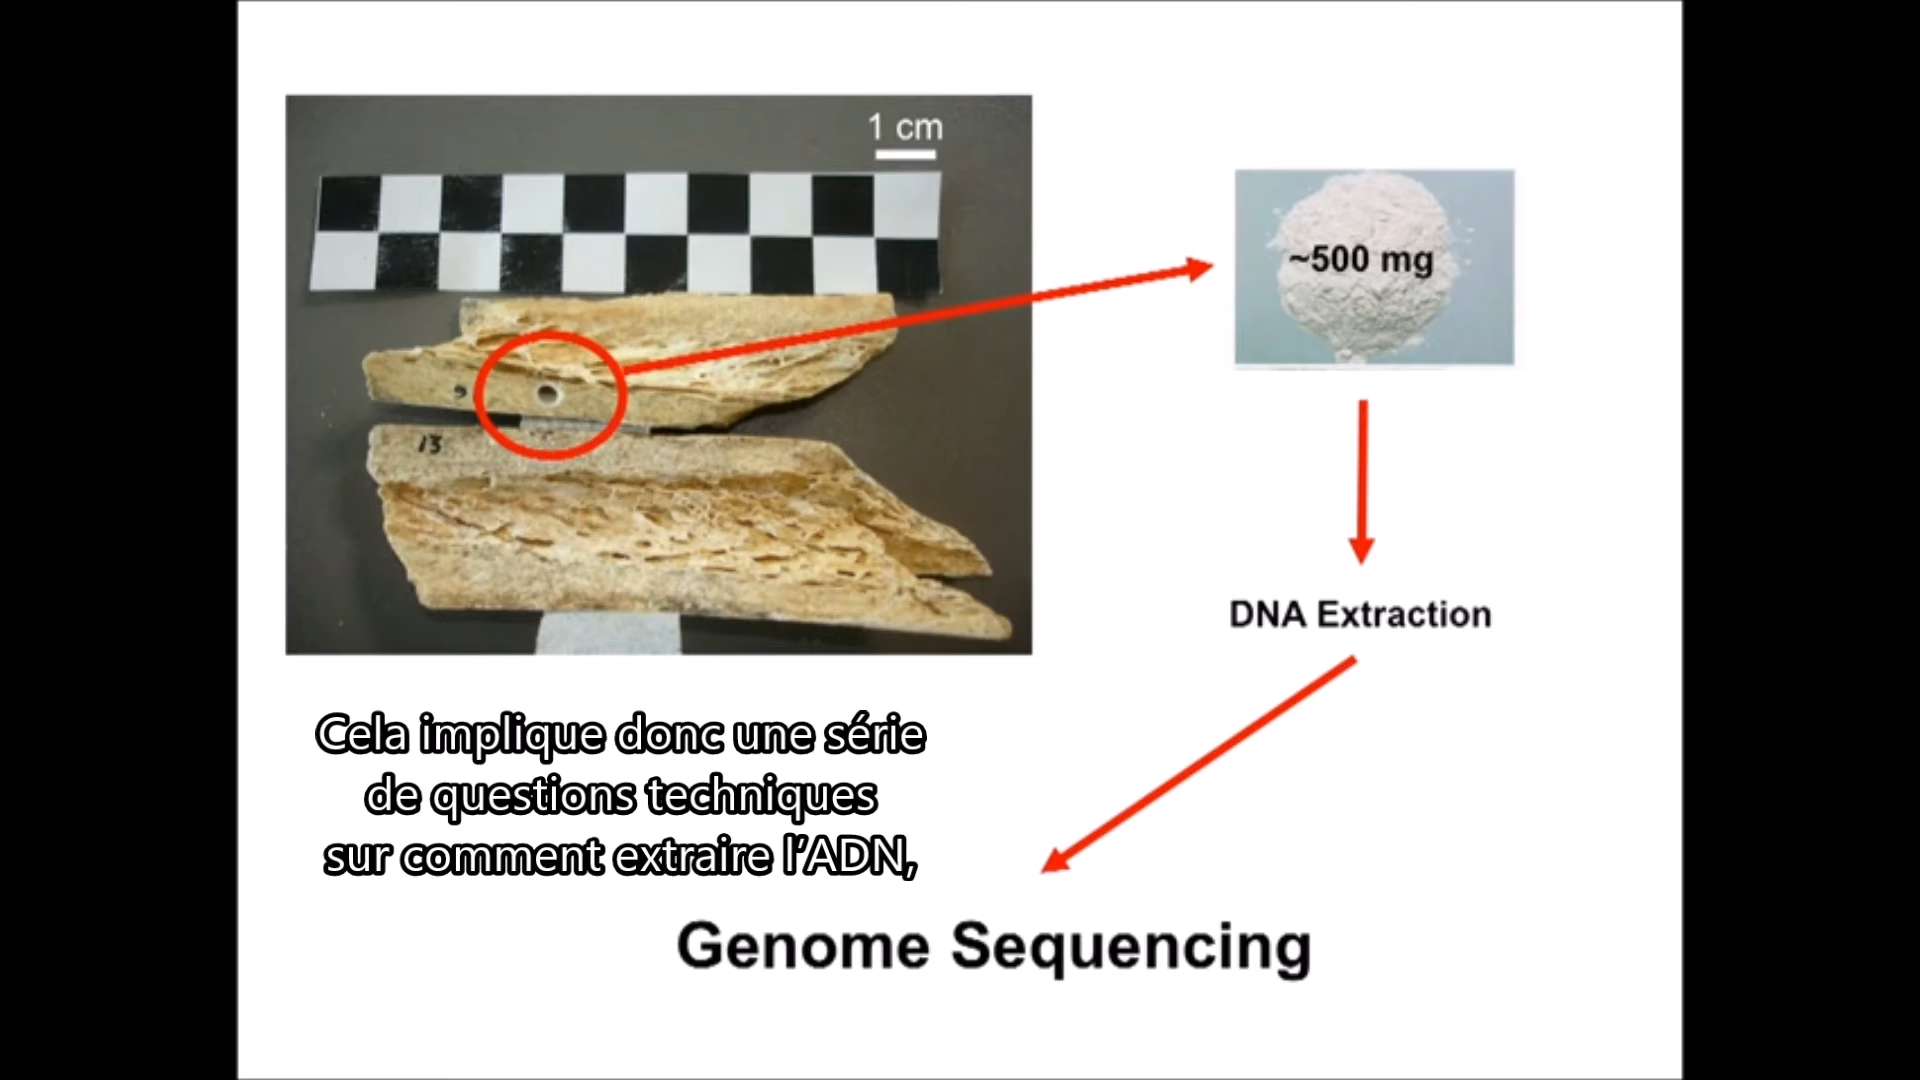 1 cm
~500 mg
9
13
DNA Extraction
Cela implique donc une série
de questions techniques
sur comment extraire l'ADN,
Genome Sequencing